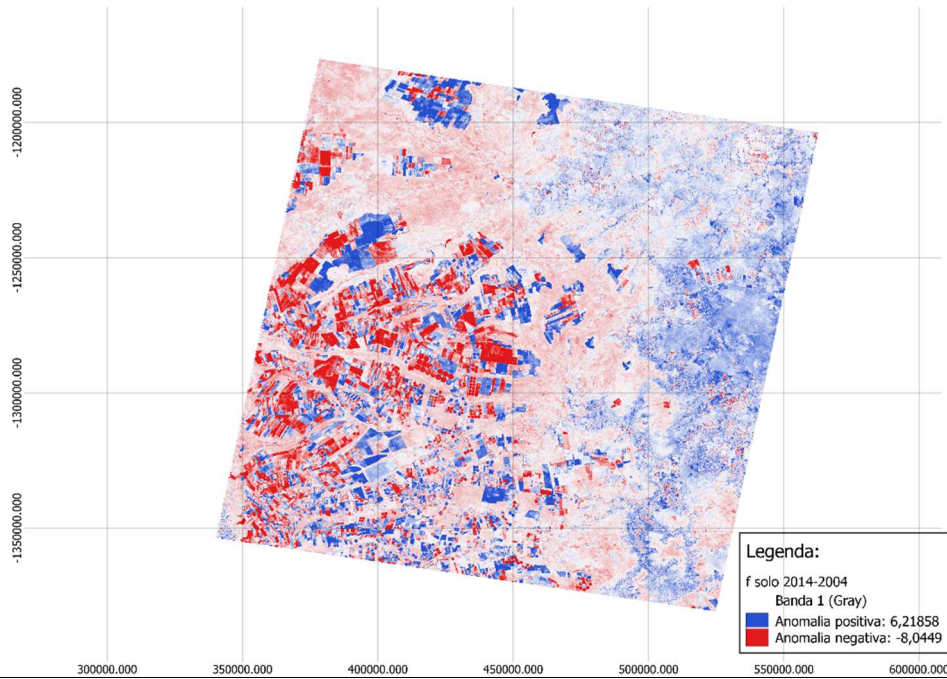 -1200000.000
-1250000.000
-1300000.000
-1350000.000
Legenda:
f solo 2014-2004
Banda 1 (Gray)
Anomalia positiva: 6,21858
Anomalia negativa: -8,0449
300000.000 350000.000 400000.000 450000.000 500000.000 550000.000 600000.000